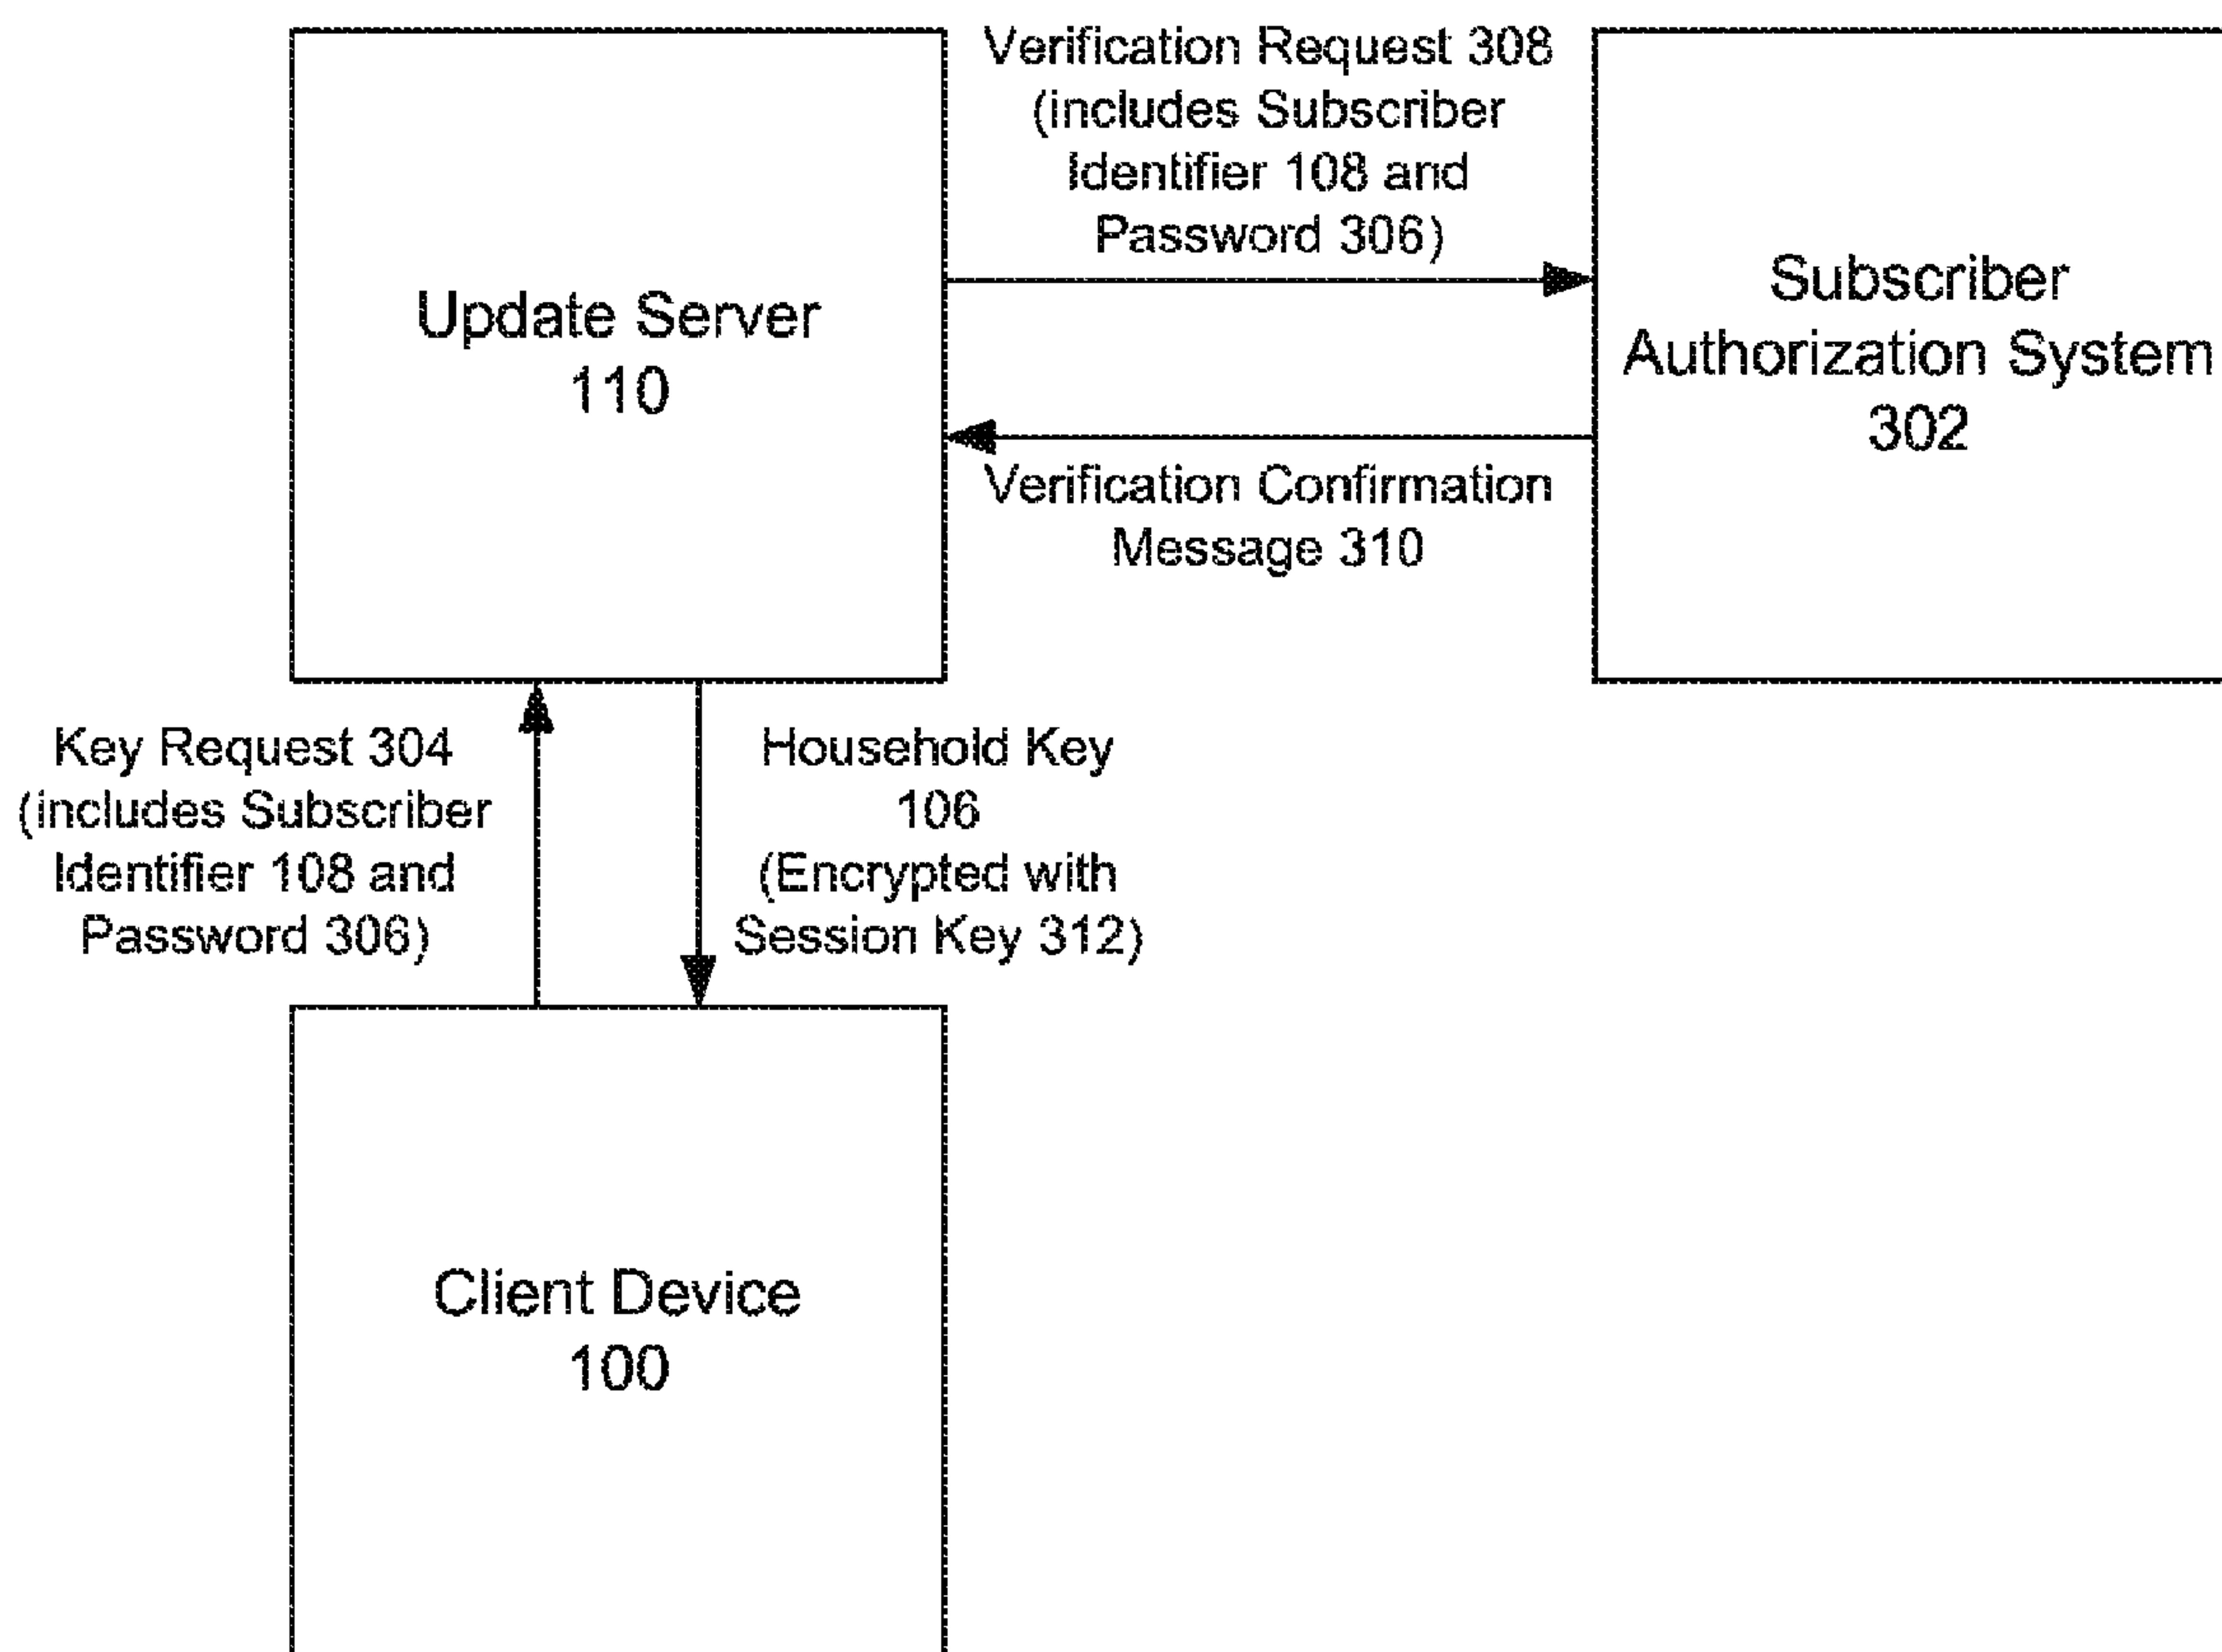 Verification Request 308
(includes Subscriber
Identifier 108 and
Password 306)
Update Server
110
Subscriber
Authorization System
302
Verification Confirmation
Message 310
Key Request 304
(includes Subscriber
Identifier 108 and
Password 306)
Household Key
106
(Encrypted with
Session Key 312)
Client Device
100